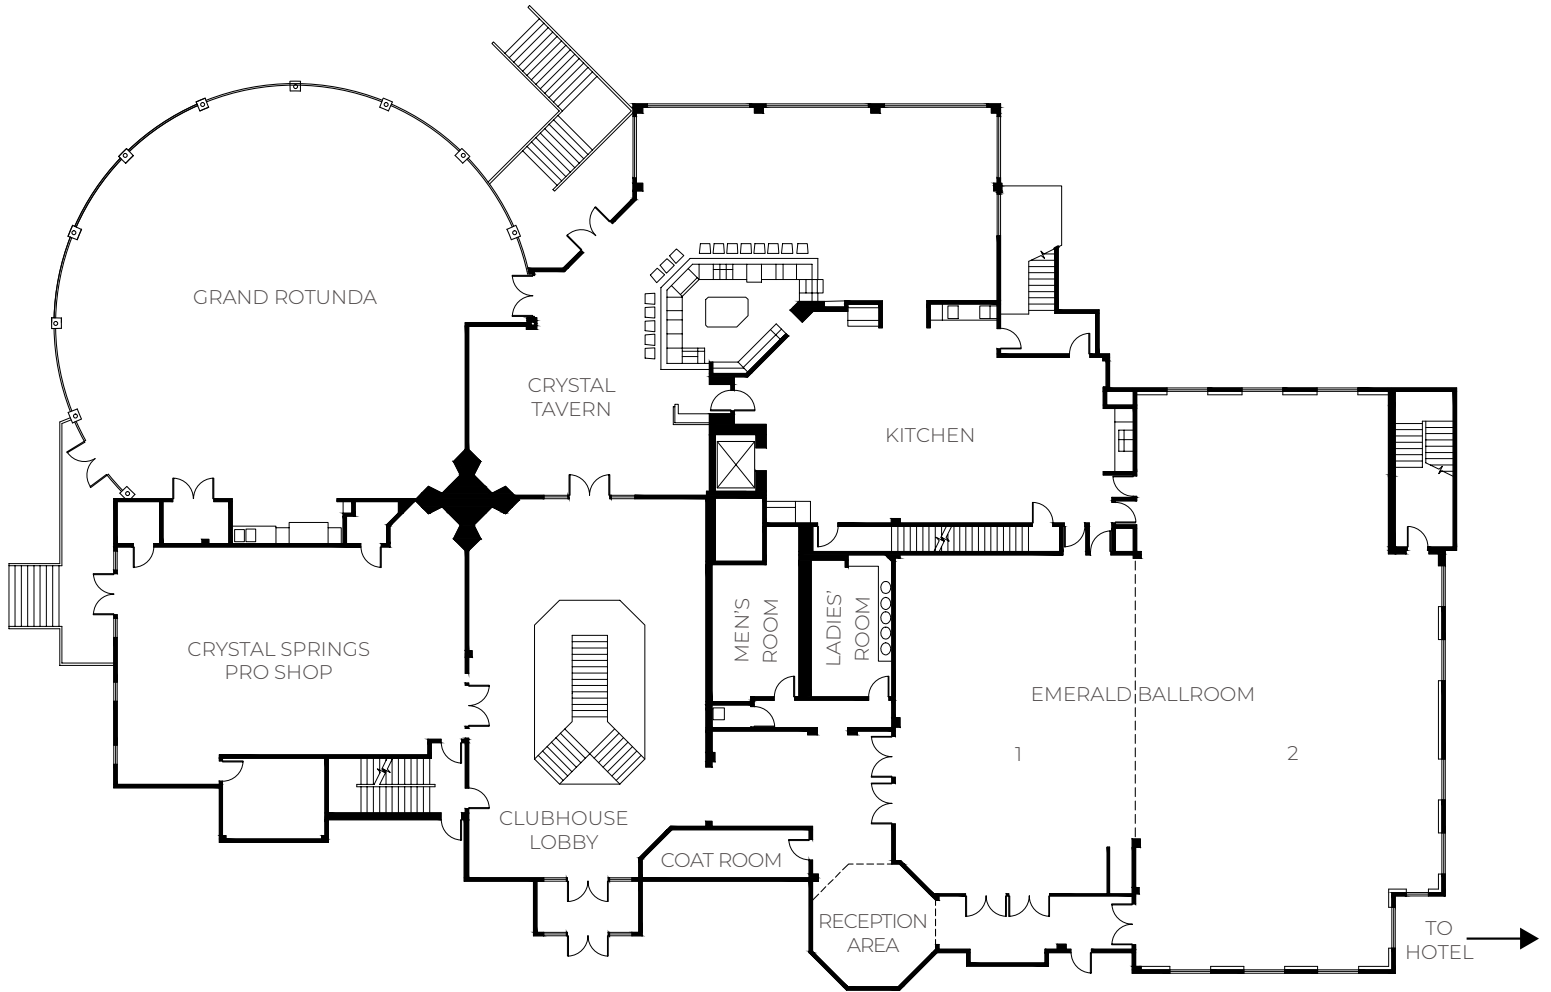 GRAND ROTUNDA
CRYSTAL
TAVERN
KITCHEN
MEN'S
ROOM
LADIES'
ROOM
CRYSTAL SPRINGS
PRO SHOP
EMERALD BALLROOM
1
2
CLUBHOUSE
LOBBY
COAT ROOM
RECEPTION
AREA
TO
HOTEL